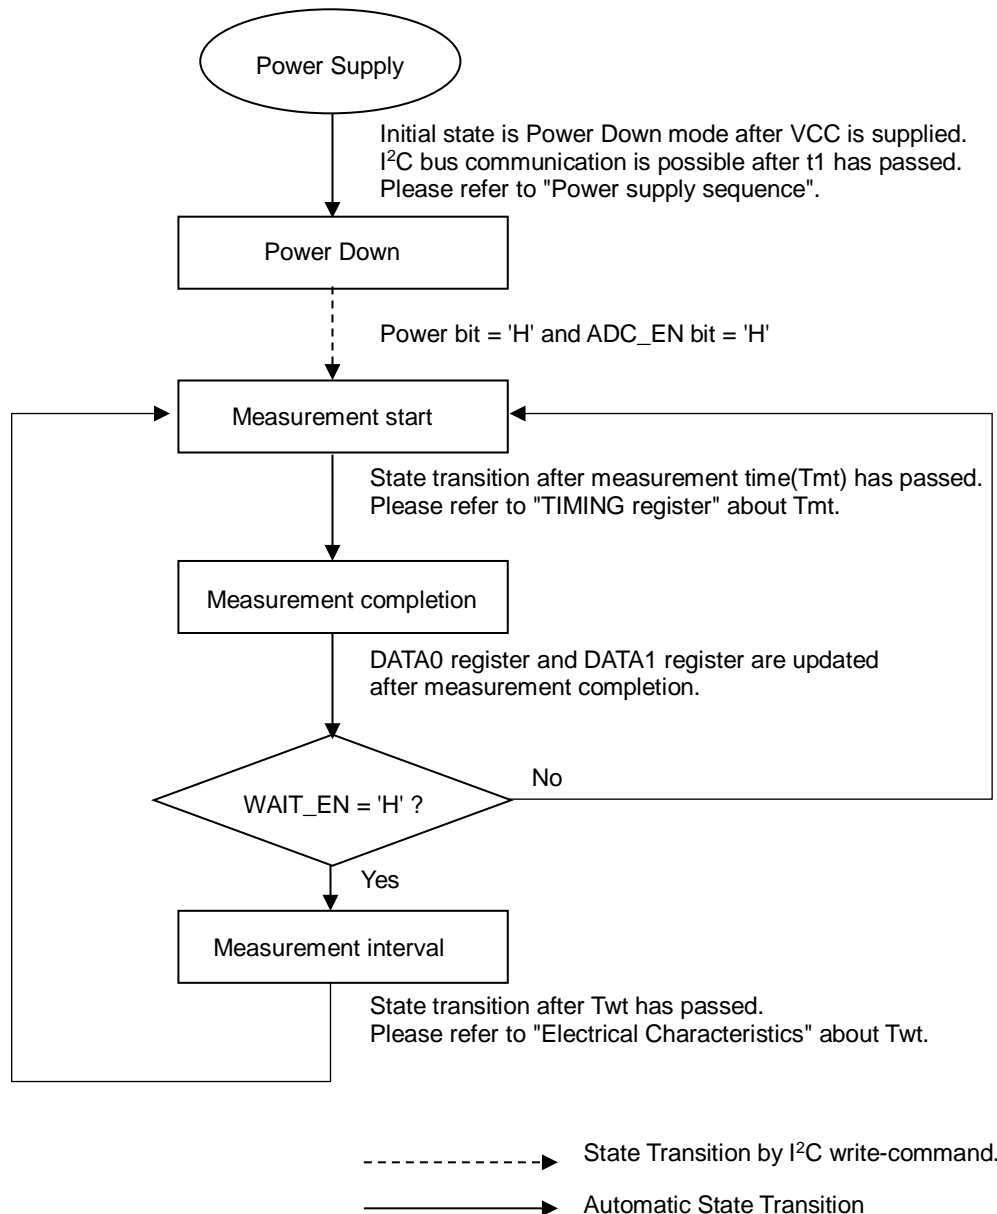 Power Supply
Initial state is Power Down mode after VCC is supplied.
I²C bus communication is possible after t1 has passed.
Please refer to "Power supply sequence".
Power Down
Power bit = 'H' and ADC_EN bit = 'H'
Measurement start
State transition after measurement time(Tmt) has passed.
Please refer to "TIMING register" about Tmt.
Measurement completion
DATA0 register and DATA1 register are updated
after measurement completion.
WAIT_EN = 'H' ?
No
Yes
Measurement interval
State transition after Twt has passed.
Please refer to "Electrical Characteristics" about Twt.
State Transition by I²C write-command.
Automatic State Transition